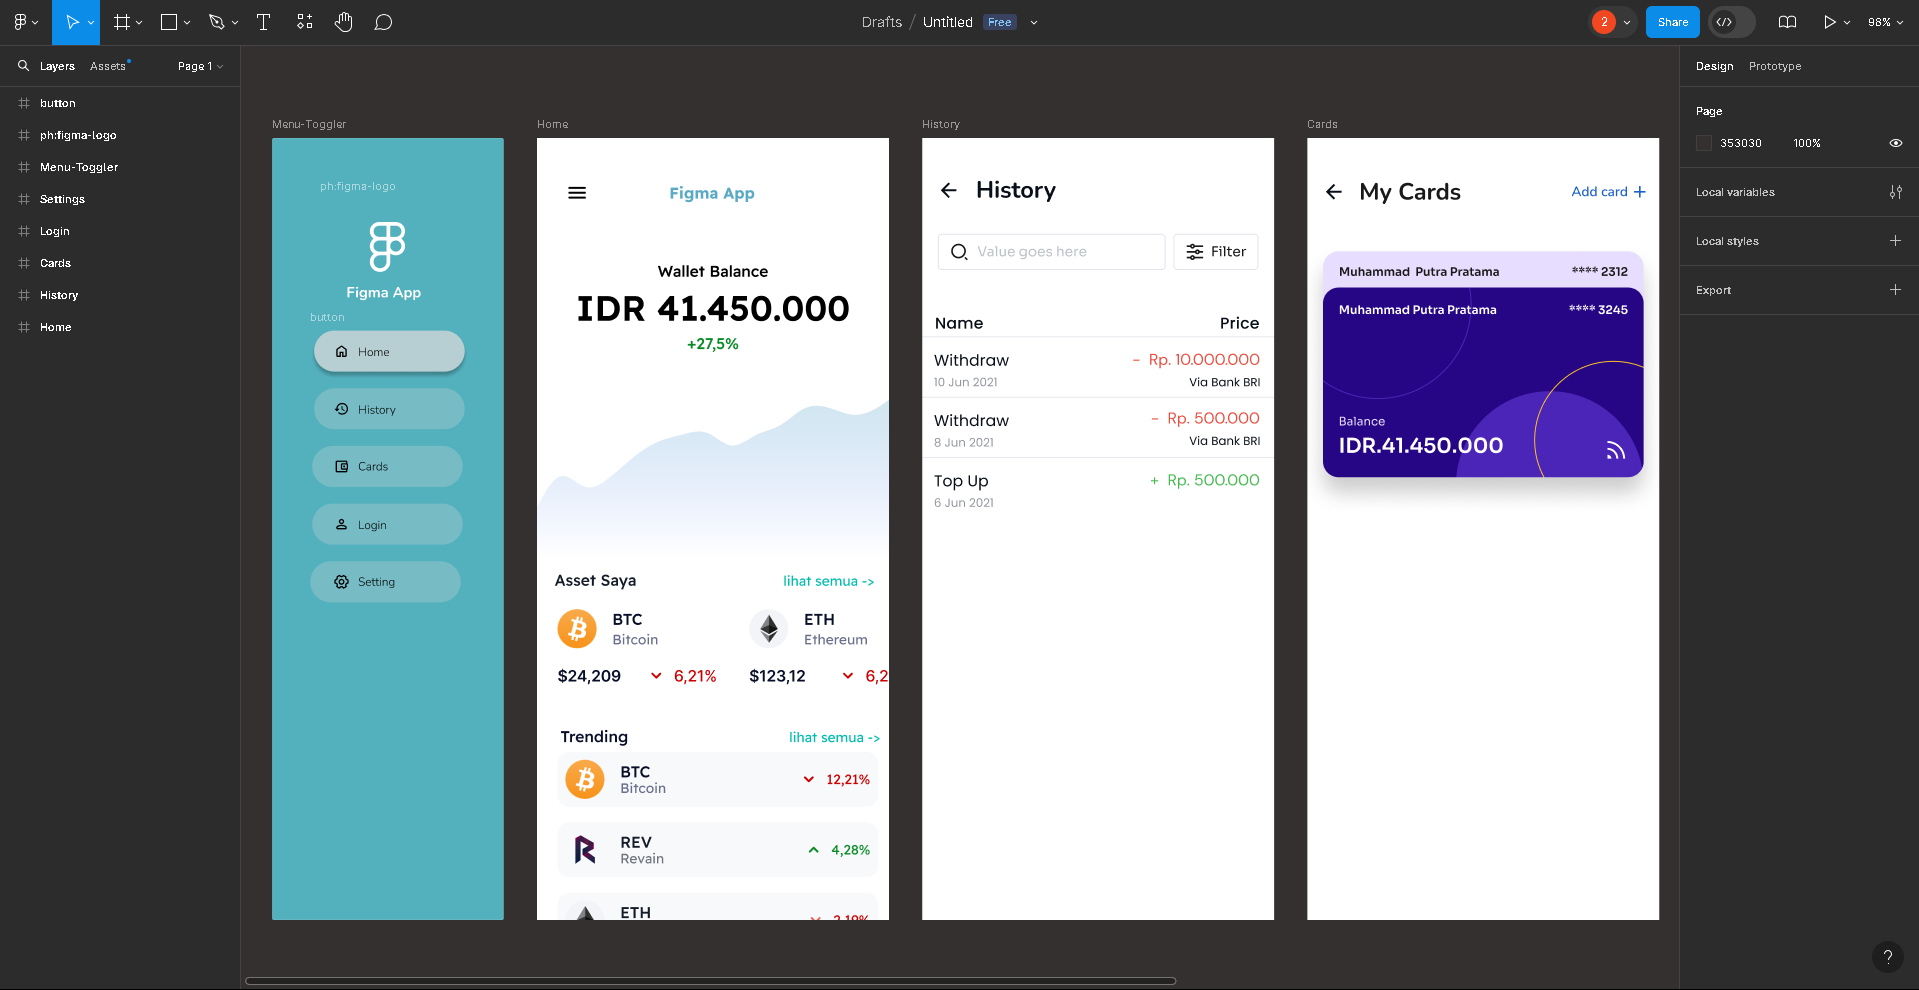 Drafts / Untitled Free
2 Share 98%
Layers Assets Page 1
button
ph:figma-logo
Menu-Toggler
Settings
Login
Cards
History
Home
Menu-Toggler
ph:figma-logo
Figma App
button
Home
History
Cards
Login
Setting
Home
Figma App
Wallet Balance
IDR 41.450.000
+27,5%
Asset Saya lihat semua ->
BTC ETH
Bitcoin Ethereum
$24,209 6,21% $123,12 6,2
Trending lihat semua ->
BTC
Bitcoin 12,21%
REV
Revain 4,28%
ETH
2,19%
History
History
Value goes here Filter
Name Price
Withdraw - Rp. 10.000.000
10 Jun 2021 Via Bank BRI
Withdraw - Rp. 500.000
8 Jun 2021 Via Bank BRI
Top Up + Rp. 500.000
6 Jun 2021
Cards
My Cards Add card +
Muhammad Putra Pratama **** 2312
Muhammad Putra Pratama **** 3245
Balance
IDR.41.450.000
Design Prototype
Page
353030 100%
Local variables
Local styles
Export
?